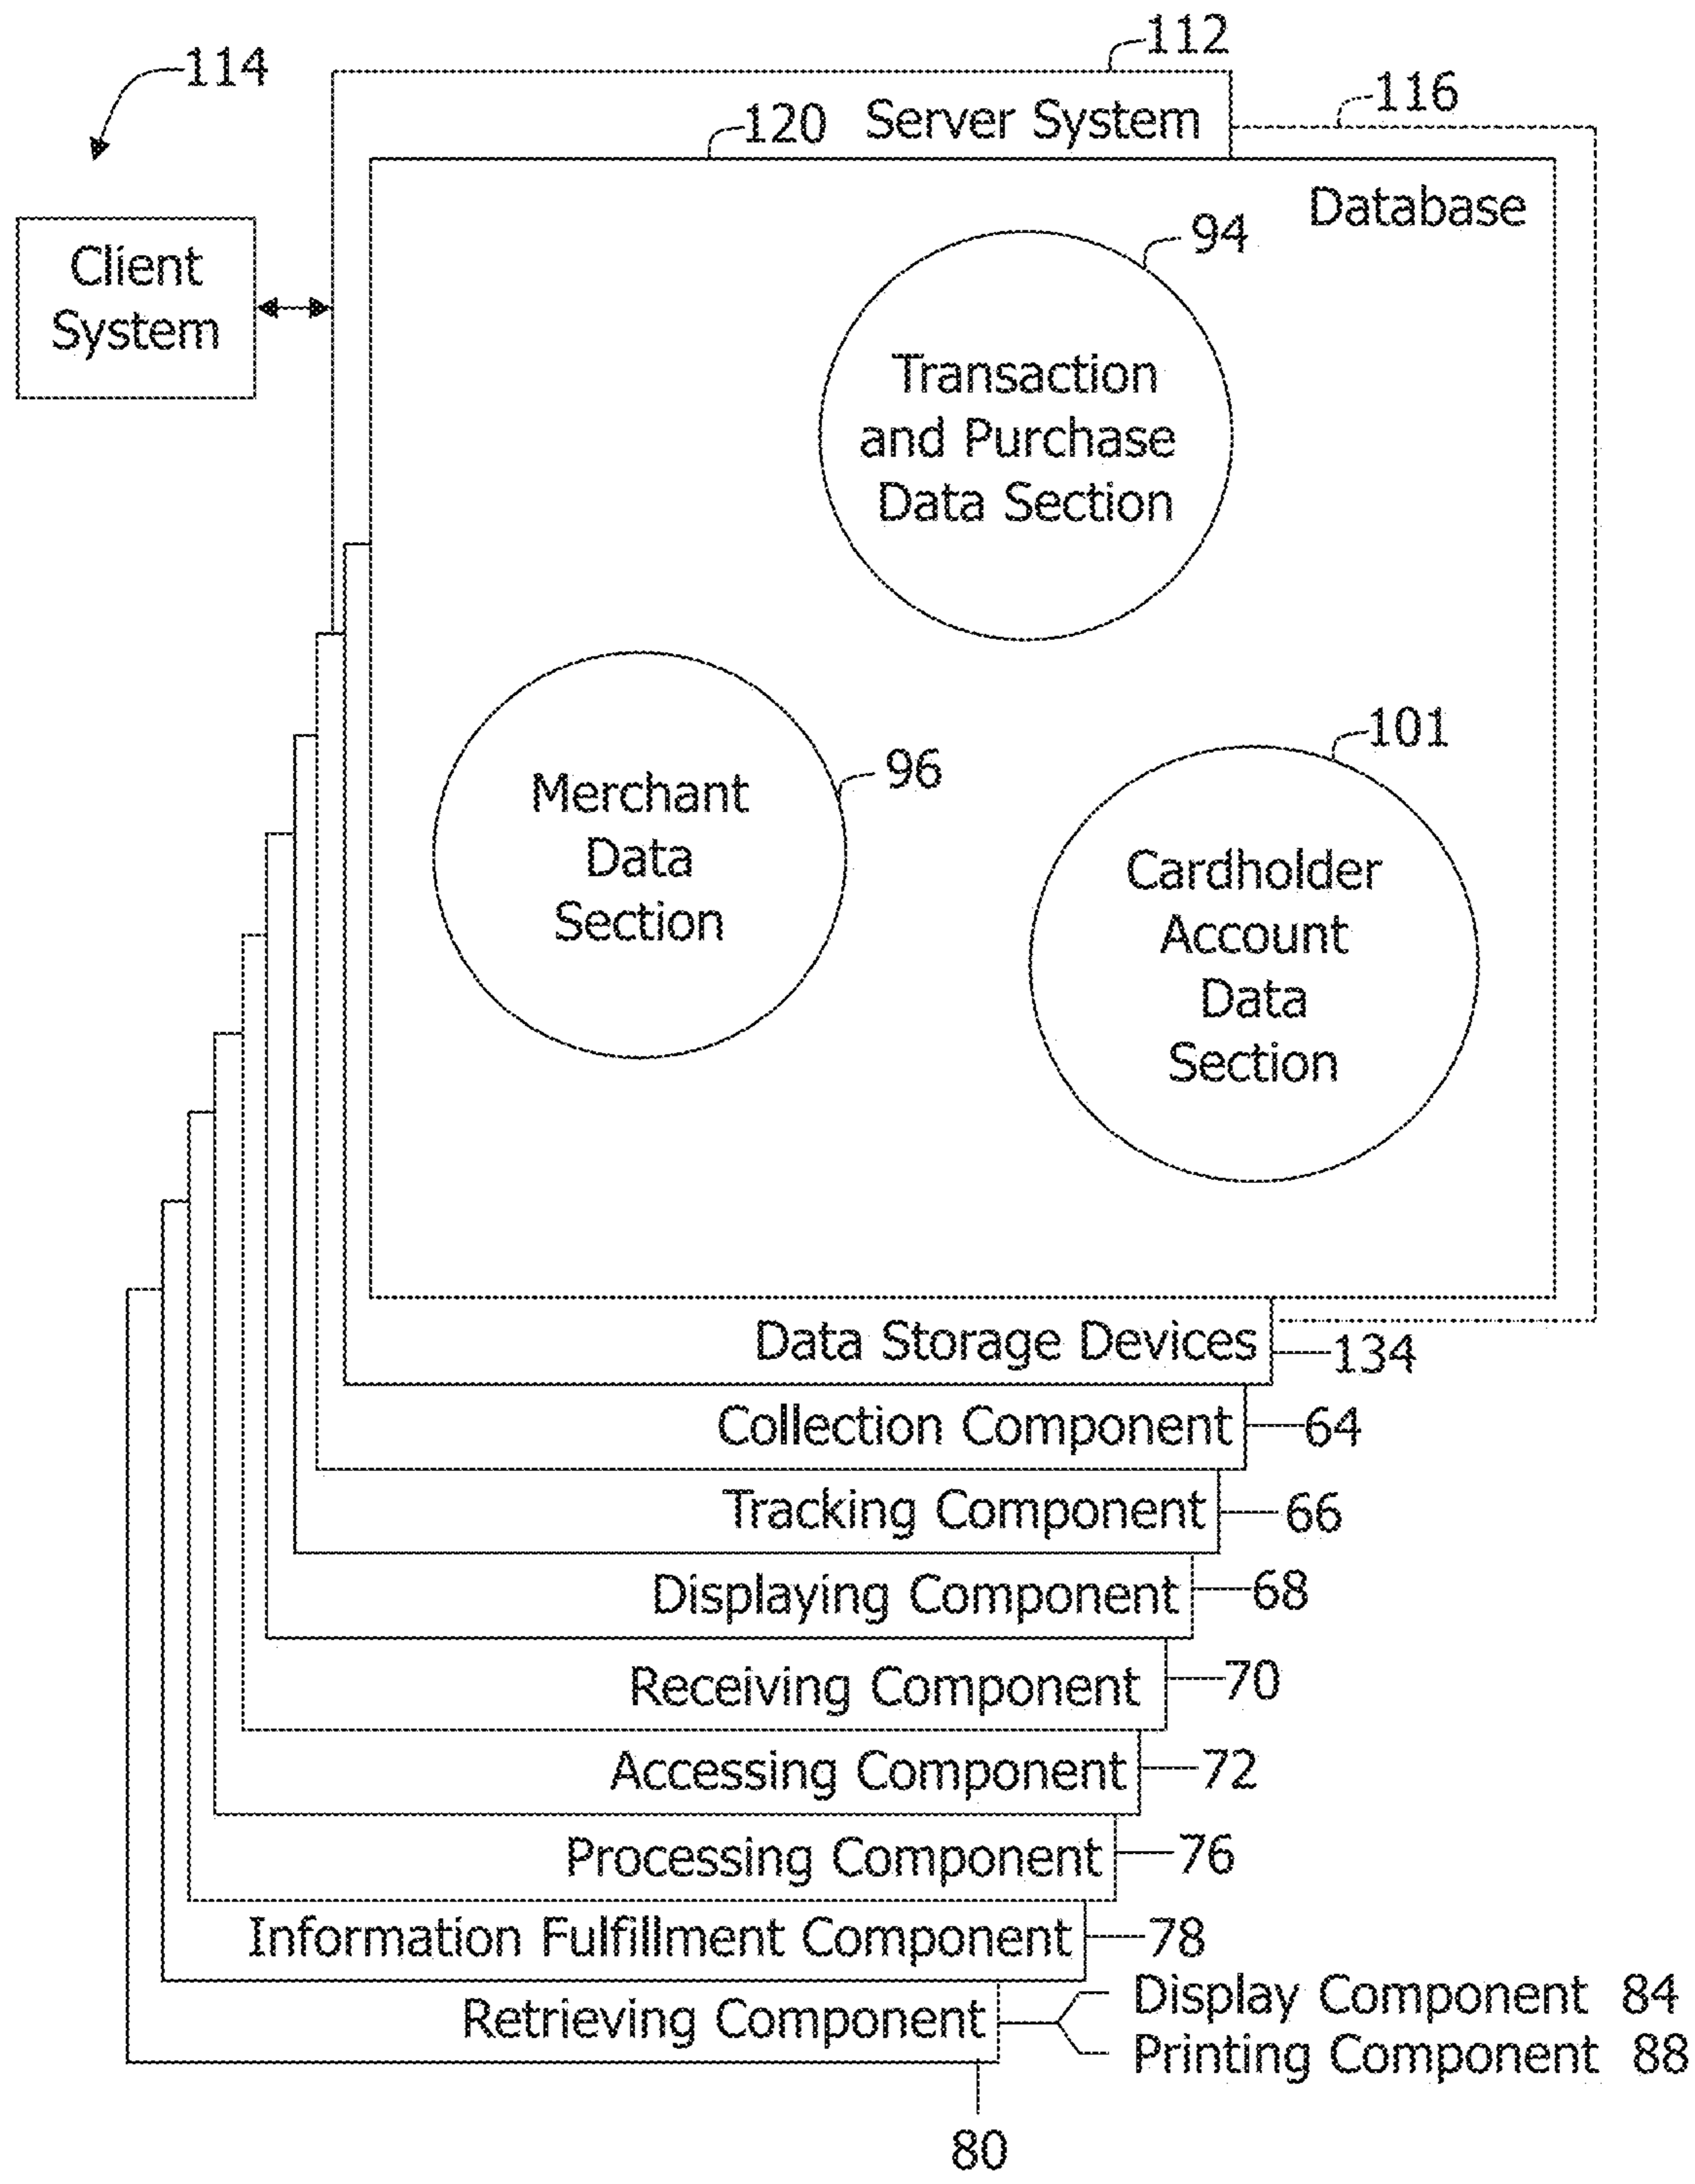 112
114
116
120 Server System
Database
94
Client
System
Transaction
and Purchase
Data Section
101
96
Merchant
Data
Section
Cardholder
Account
Data
Section
Data Storage Devices
134
Collection Component
64
Tracking Component
66
Displaying Component
68
Receiving Component
70
Accessing Component
72
Processing Component
76
Information Fulfillment Component
78
Retrieving Component
Display Component 84
Printing Component 88
80